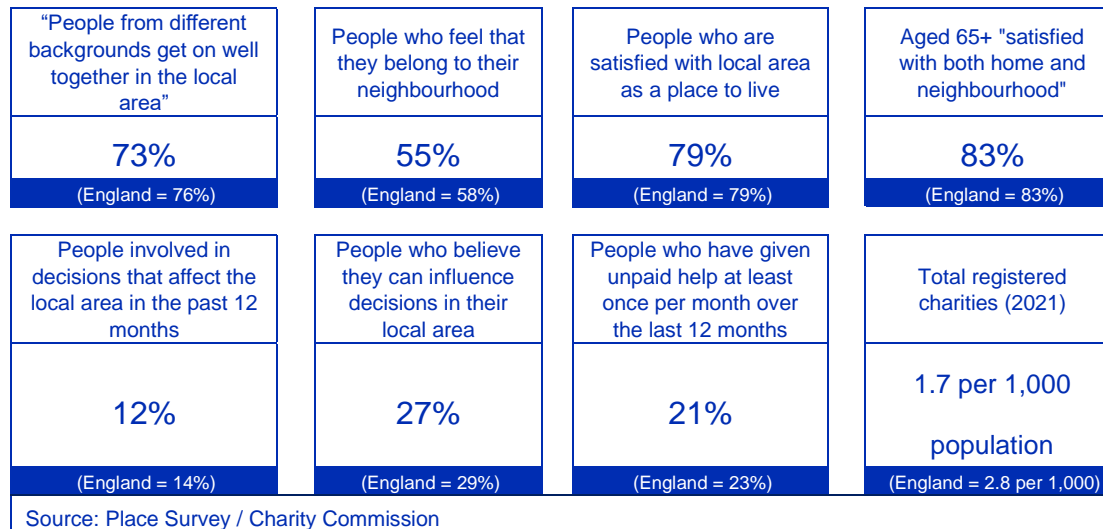 “People from different
backgrounds get on well
together in the local
area”
73%
(England = 76%)
People who feel that
they belong to their
neighbourhood
55%
(England = 58%)
People who are
satisfied with local area
as a place to live
79%
(England = 79%)
Aged 65+ "satisfied
with both home and
neighbourhood"
83%
(England = 83%)
People involved in
decisions that affect the
local area in the past 12
months
12%
(England = 14%)
People who believe
they can influence
decisions in their
local area
27%
(England = 29%)
People who have given
unpaid help at least
once per month over
the last 12 months
21%
(England = 23%)
Total registered
charities (2021)
1.7 per 1,000
population
(England = 2.8 per 1,000)
Source: Place Survey / Charity Commission